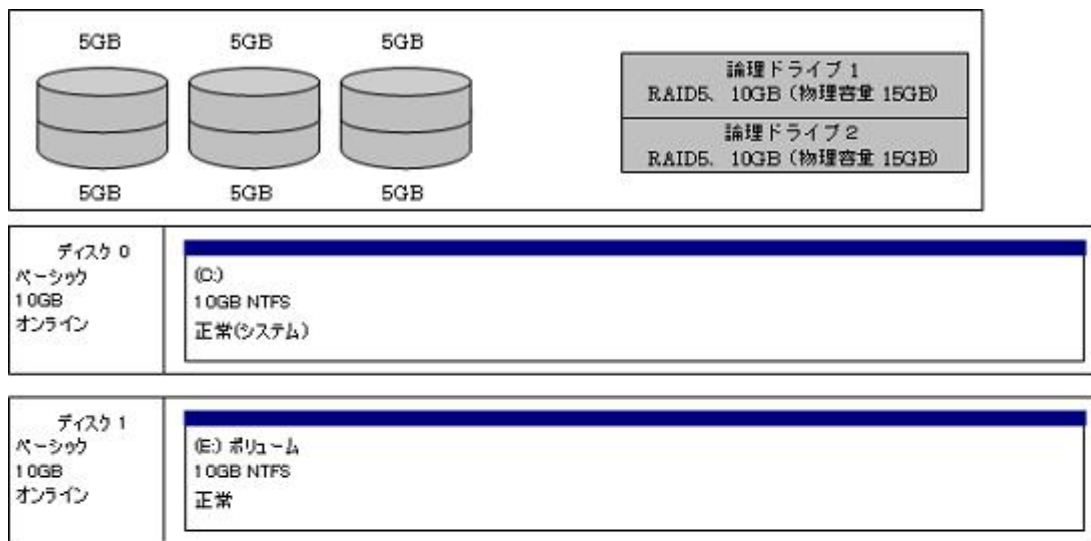 5GB 5GB 5GB
論理ドライブ 1
RAID5、 10GB (物理容量 15GB)
論理ドライブ 2
RAID5、 10GB (物理容量 15GB)
5GB 5GB 5GB
ディスク 0
ベーシック
10GB
オンライン
(C:)
10GB NTFS
正常(システム)
ディスク 1
ベーシック
10GB
オンライン
(E:) ボリューム
10GB NTFS
正常